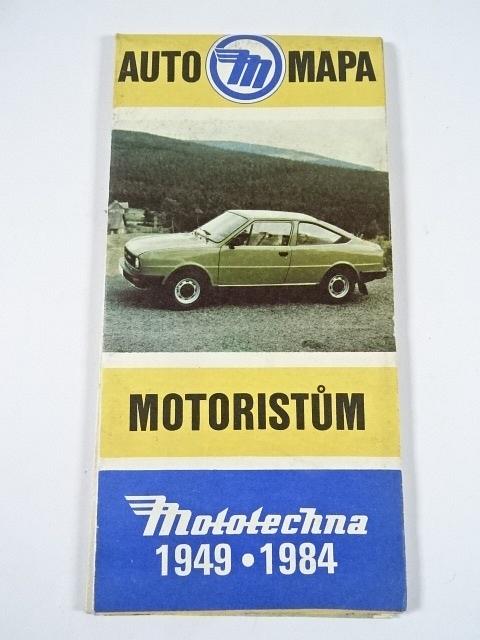 AUTO M MAPA
MOTORISTŮM
Mototechna
1949 • 1984